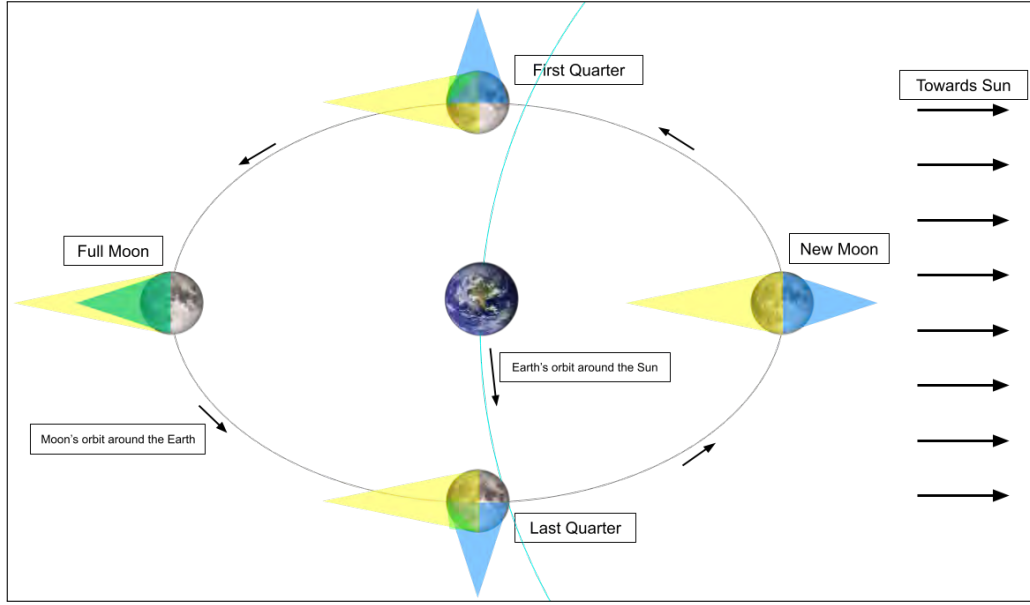 First Quarter
Towards Sun
Full Moon
New Moon
Earth's orbit around the Sun
Moon's orbit around the Earth
Last Quarter